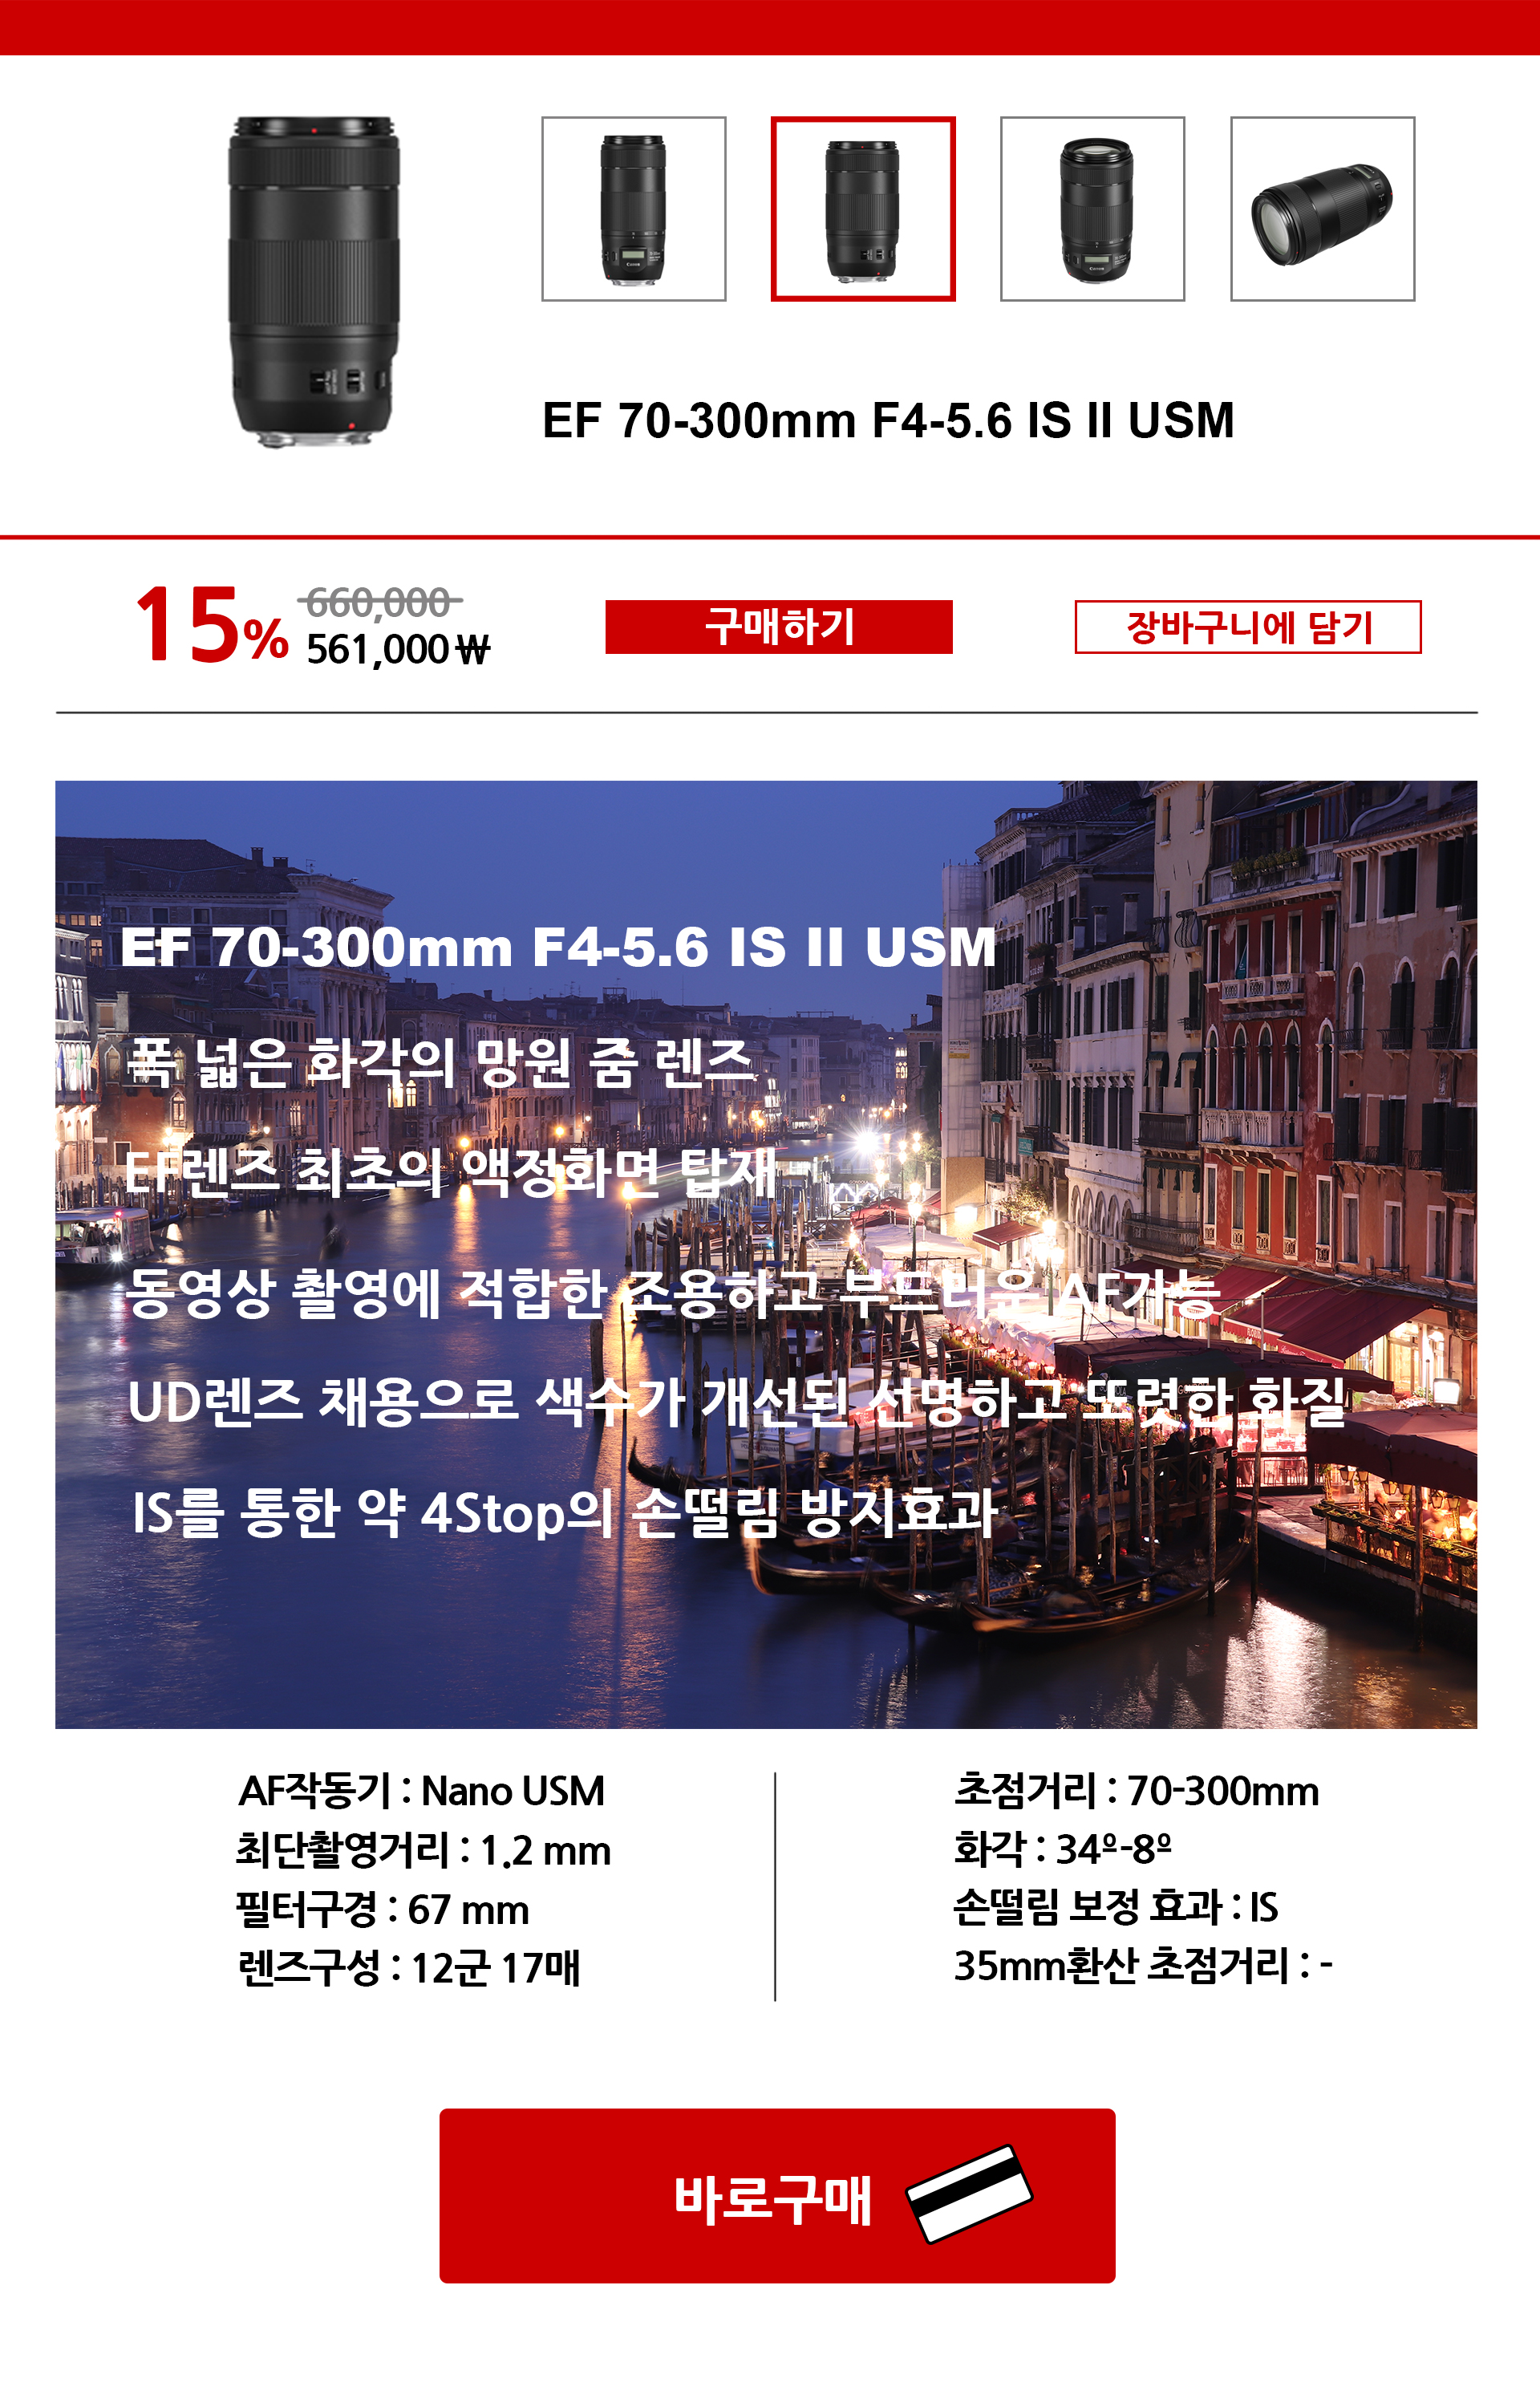 EF 70-300mm F4-5.6 IS II USM
15%
660,000
561,000₩
구매하기
장바구니에 담기
EF 70-300mm F4-5.6 IS II USM
폭 넓은 화각의 망원 줌 렌즈
EF렌즈 최초의 액정화면 탑재
동영상 촬영에 적합한 조용하고 부드러운 AF가능
UD렌즈 채용으로 색수가 개선된 선명하고 또렷한 화질
IS를 통한 약 4Stop의 손떨림 방지효과
AF작동기 : Nano USM
최단촬영거리 : 1.2 mm
필터구경 : 67 mm
렌즈구성 : 12군 17매
초점거리 : 70-300mm
화각 : 34º-8º
손떨림 보정 효과 : IS
35mm환산 초점거리 : -
바로구매